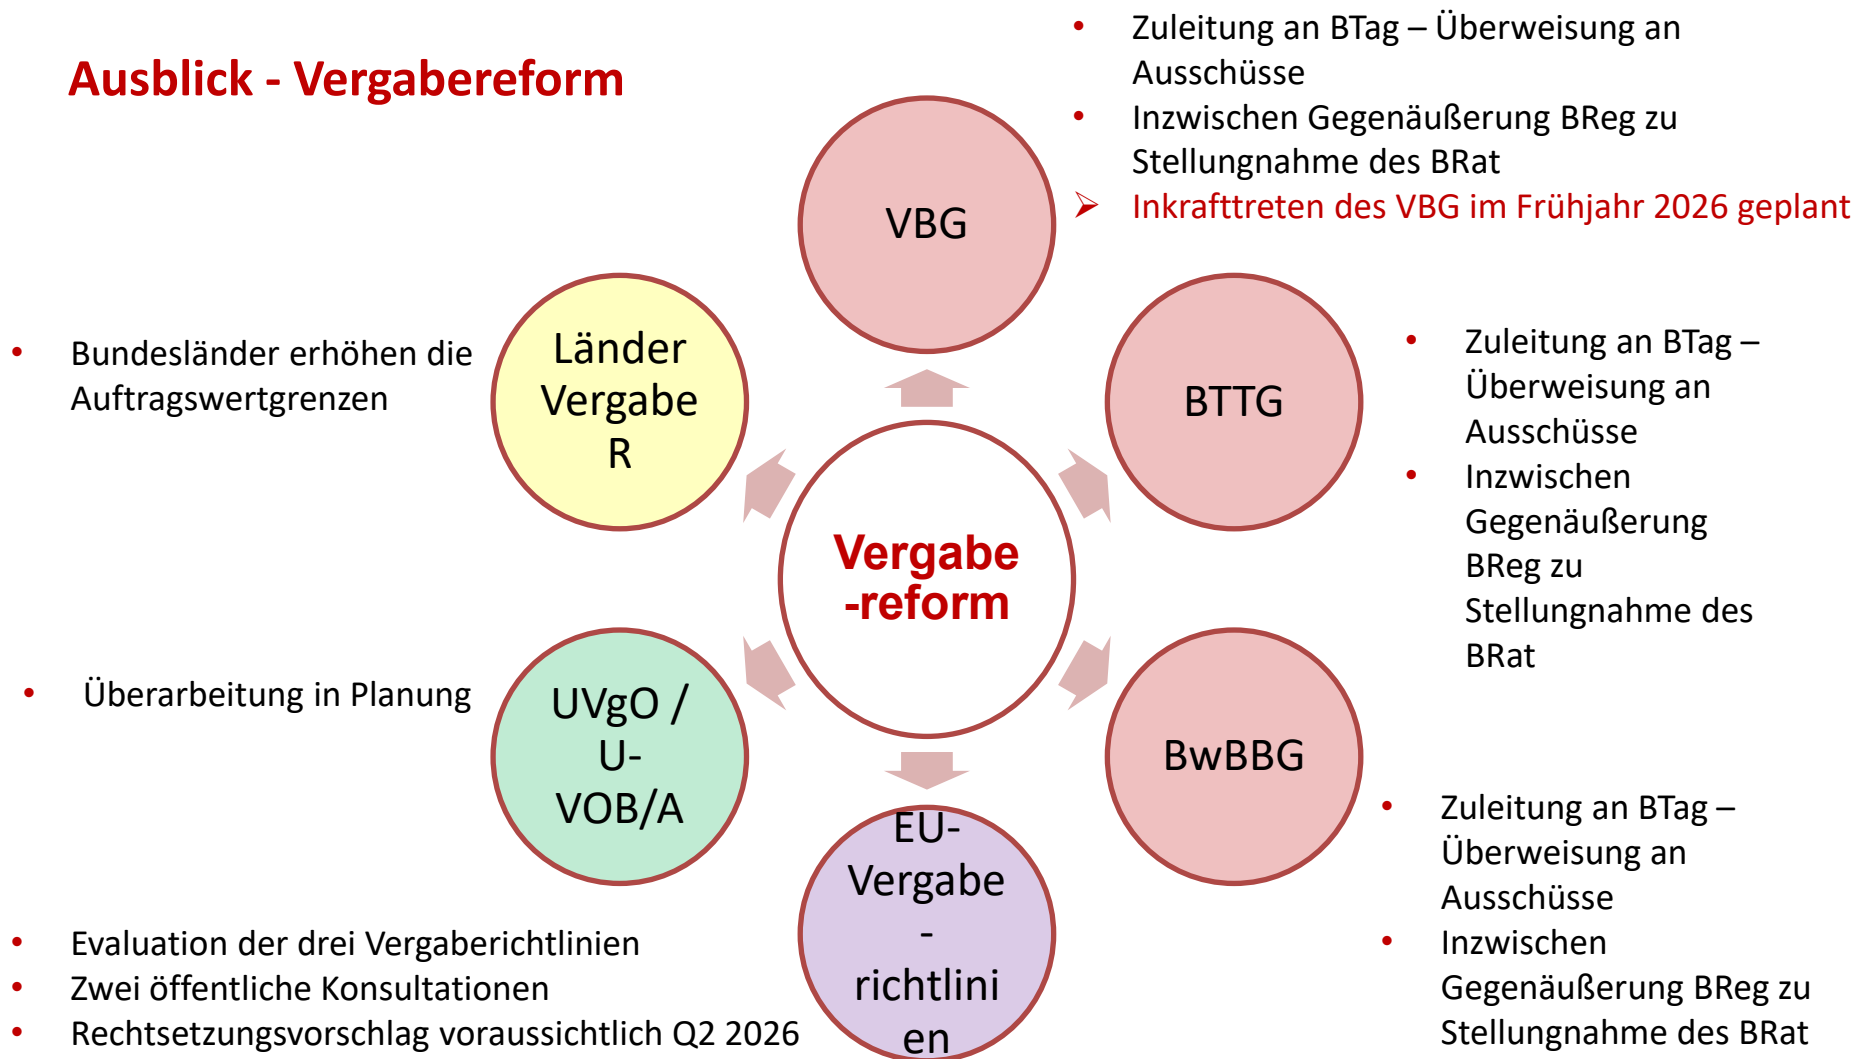 Ausblick - Vergabereform
• Zuleitung an BTag – Überweisung an
Ausschüsse
• Inzwischen Gegenäußerung BReg zu
Stellungnahme des BRat
➢ Inkrafttreten des VBG im Frühjahr 2026 geplant
VBG
• Bundesländer erhöhen die
Auftragswertgrenzen
Länder
Vergabe
R
BTTG
• Zuleitung an BTag –
Überweisung an
Ausschüsse
• Inzwischen
Gegenäußerung
BReg zu
Stellungnahme des
BRat
Vergabe
-reform
• Überarbeitung in Planung
UVgO /
U-
VOB/A
BwBBG
• Zuleitung an BTag –
Überweisung an
Ausschüsse
• Inzwischen
Gegenäußerung BReg zu
Stellungnahme des BRat
EU-
Vergabe
-
richtlini
en
• Evaluation der drei Vergaberichtlinien
• Zwei öffentliche Konsultationen
• Rechtsetzungsvorschlag voraussichtlich Q2 2026